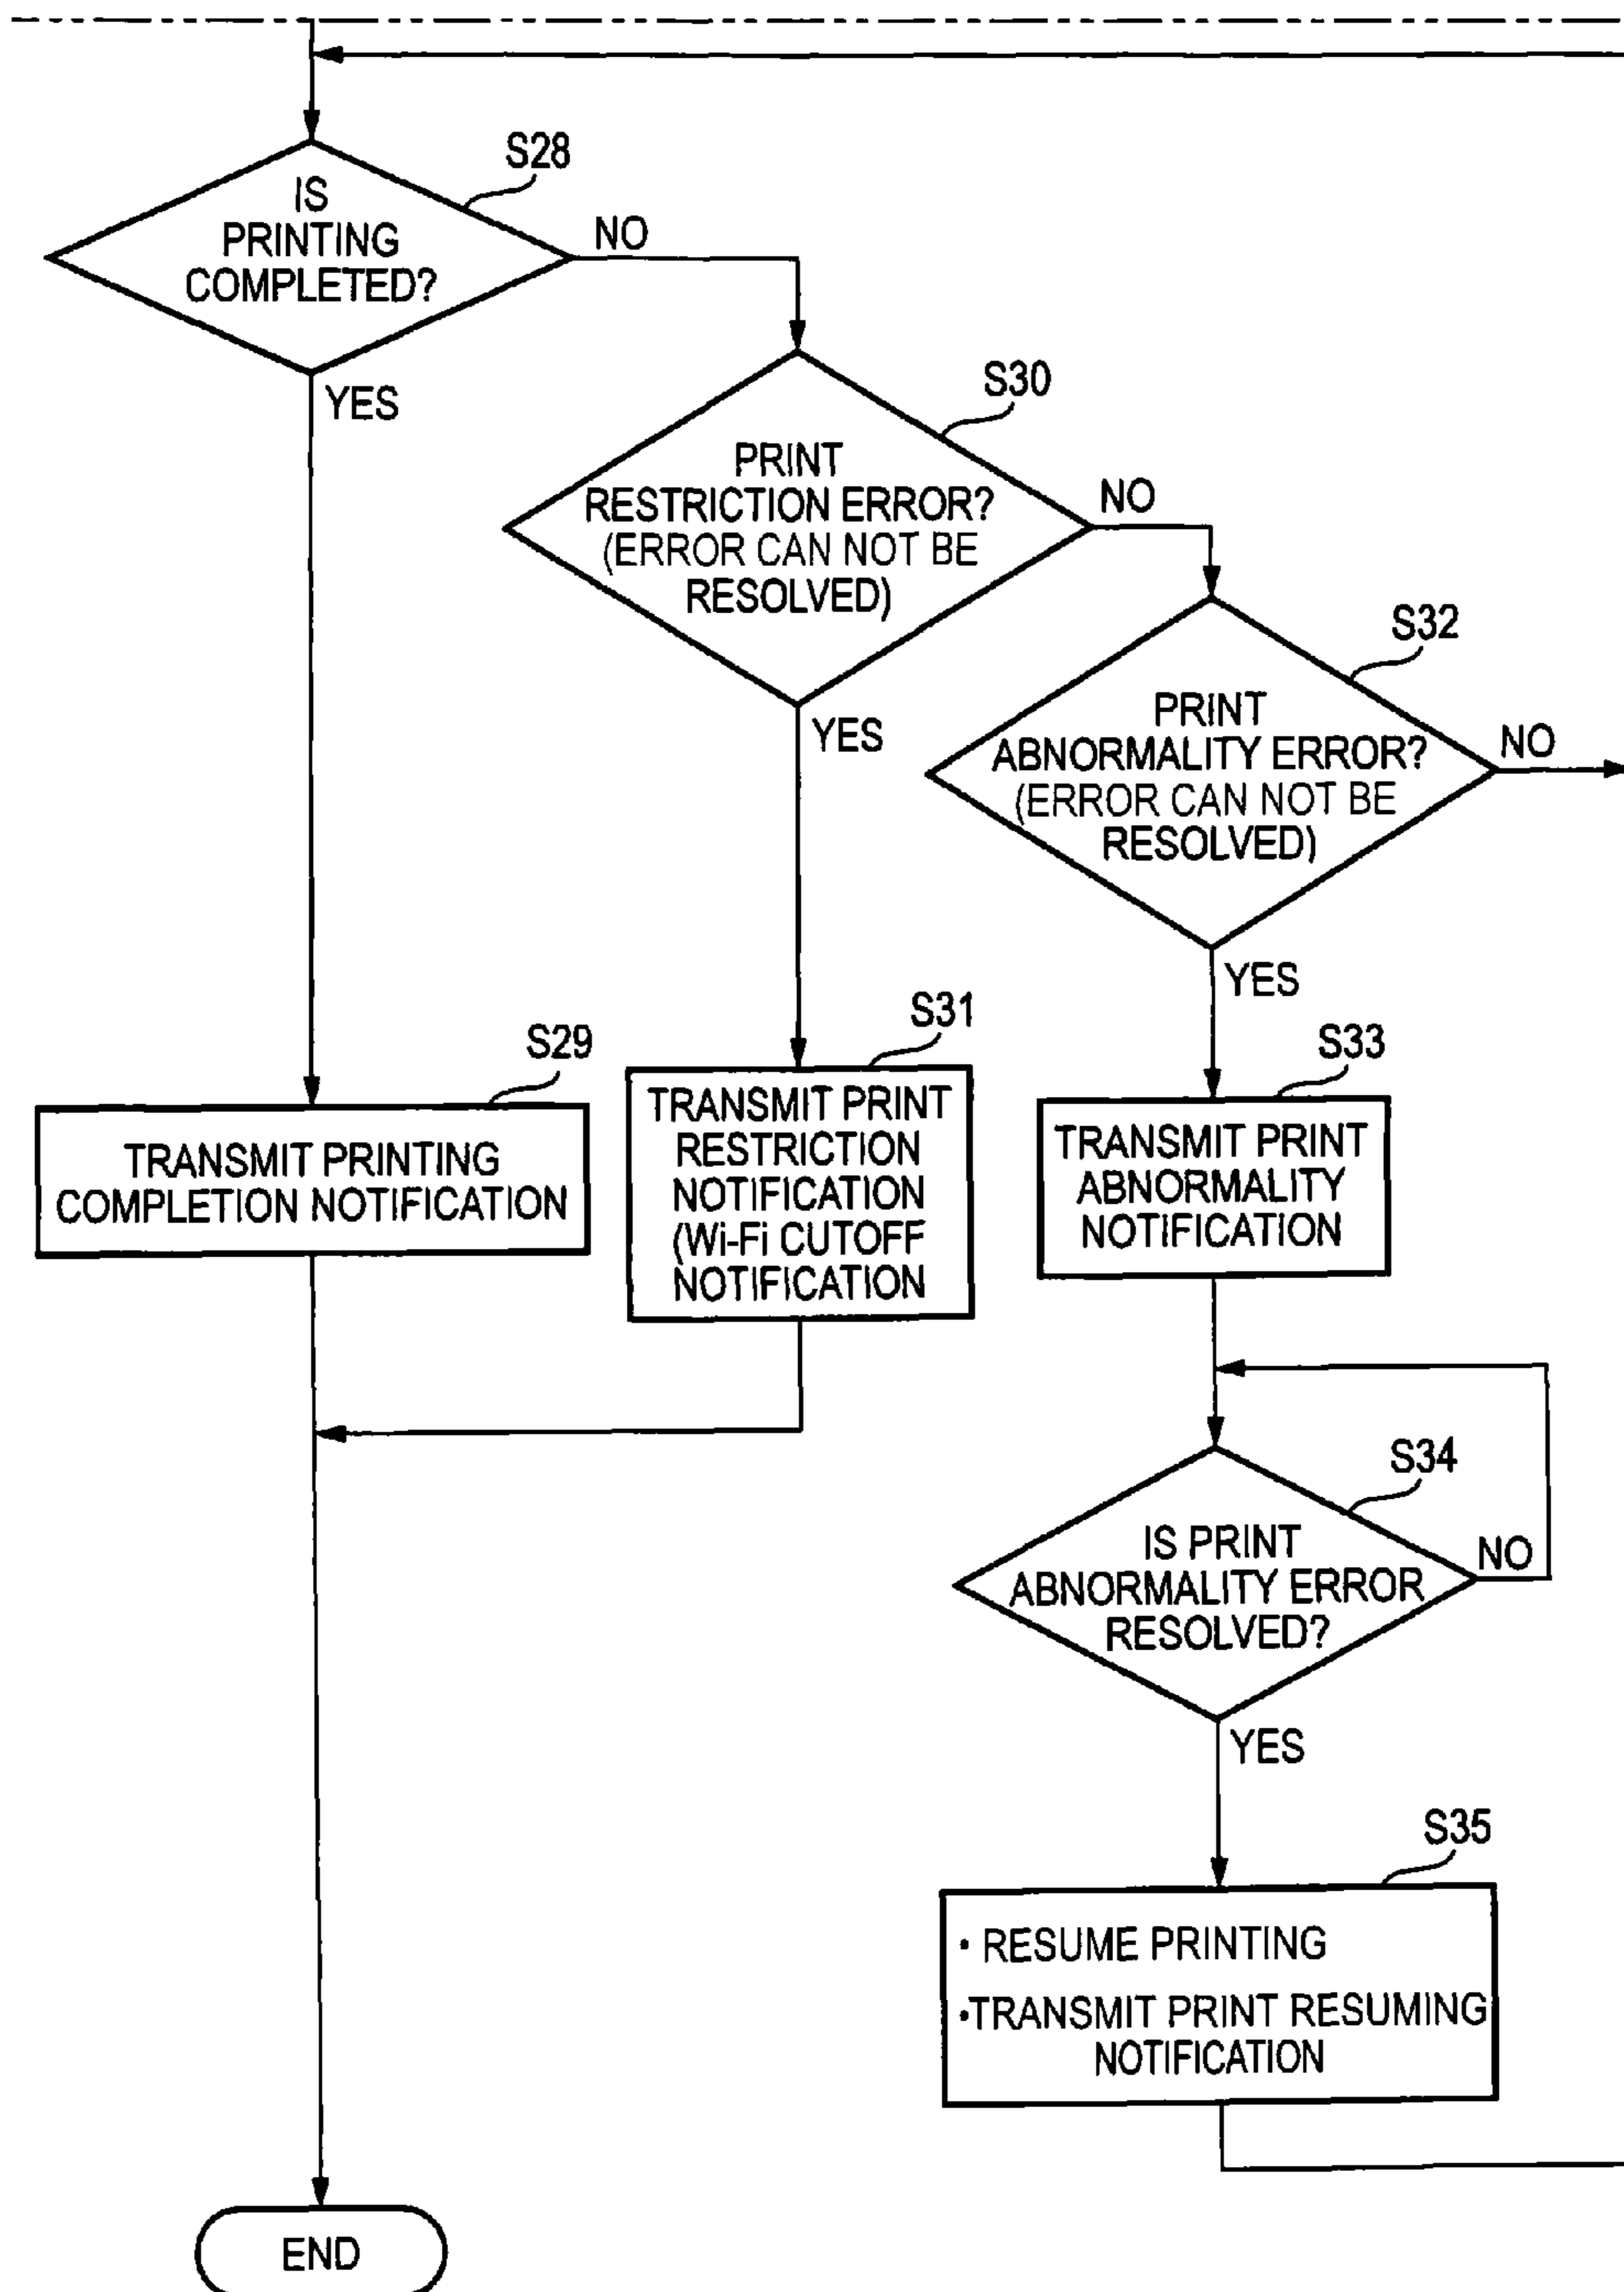 S28
IS
PRINTING
COMPLETED?
NO
YES
S30
PRINT
RESTRICTION ERROR?
(ERROR CAN NOT BE
RESOLVED)
NO
YES
S32
PRINT
ABNORMALITY ERROR?
(ERROR CAN NOT BE
RESOLVED)
NO
YES
S29
TRANSMIT PRINTING
COMPLETION NOTIFICATION
S31
TRANSMIT PRINT
RESTRICTION
NOTIFICATION
(Wi-Fi CUTOFF
NOTIFICATION
S33
TRANSMIT PRINT
ABNORMALITY
NOTIFICATION
S34
IS PRINT
ABNORMALITY ERROR
RESOLVED?
NO
YES
S35
· RESUME PRINTING
·TRANSMIT PRINT RESUMING
NOTIFICATION
END